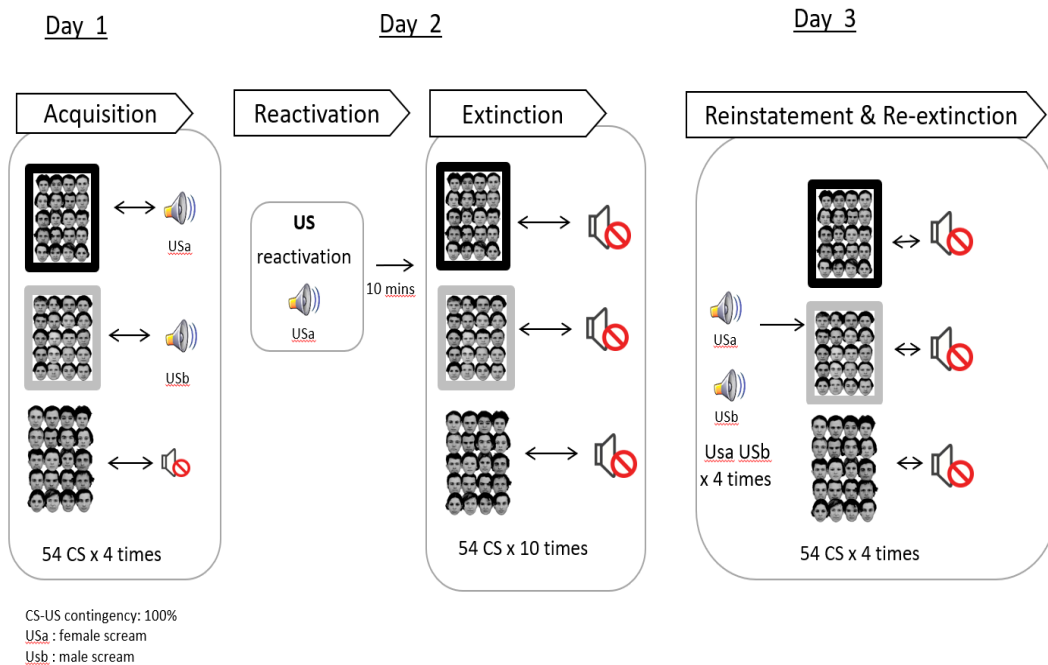 Day 1
Day 2
Day 3
Acquisition
Reactivation
Extinction
Reinstatement & Re-extinction
USa
USb
54 CS x 4 times
US
reactivation
USa
10 mins
54 CS x 10 times
USa
USb
Usa USb
x 4 times
54 CS x 4 times
CS-US contingency: 100%
USa : female scream
Usb : male scream